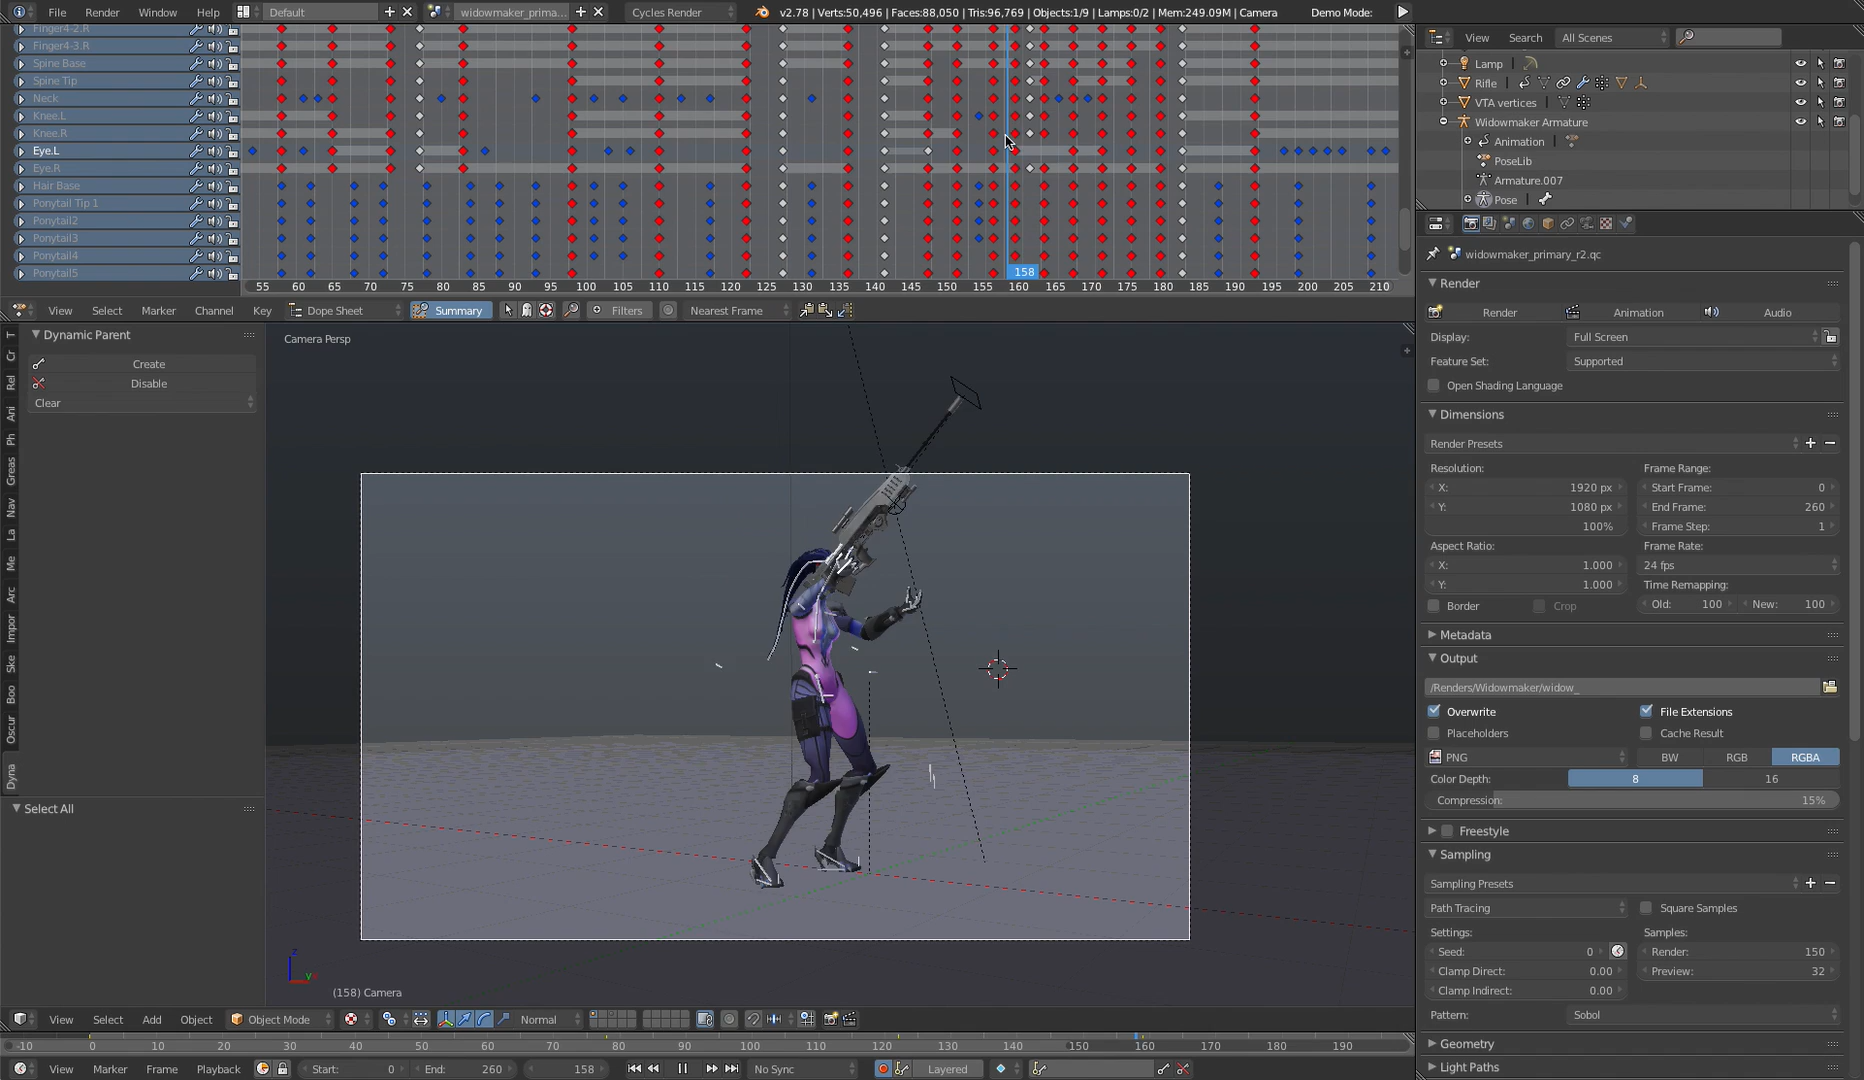 File Render Window Help Default widowmaker_prima... Cycles Render v2.78 | Verts:50,496 | Faces:88,050 | Tris:96,769 | Objects:1/9 | Lamps:0/2 | Mem:249.09M | Camera Demo Mode:
Finger4-2.R
Finger4-3.R
Spine Base
Spine Tip
Neck
Knee.L
Knee.R
Eye.L
Eye.R
Hair Base
Ponytail Tip 1
Ponytail2
Ponytail3
Ponytail4
Ponytail5
158
55 60 65 70 75 80 85 90 95 100 105 110 115 120 125 130 135 140 145 150 155 160 165 170 175 180 185 190 195 200 205 210
View Select Marker Channel Key Dope Sheet Summary Filters Nearest Frame
Dynamic Parent
Create
Disable
Clear
T
Cr
Rel
Ani
Ph
Greas
Nav
La
Me
Arc
Impor
Ske
Boo
Oscur
Dyna
Select All
Camera Persp
z
y
(158) Camera
View Select Add Object Object Mode Normal
-10 0 10 20 30 40 50 60 70 80 90 100 110 120 130 140 150 160 170 180 190
View Marker Frame Playback Start: 0 End: 260 158 No Sync Layered
View Search All Scenes
Lamp
Rifle
VTA vertices
Widowmaker Armature
Animation
PoseLib
Armature.007
Pose
widowmaker_primary_r2.qc
Render
Render Animation Audio
Display: Full Screen
Feature Set: Supported
Open Shading Language
Dimensions
Render Presets
Resolution: Frame Range:
X: 1920 px Start Frame: 0
Y: 1080 px End Frame: 260
100% Frame Step: 1
Aspect Ratio: Frame Rate:
X: 1.000 24 fps
Y: 1.000 Time Remapping:
Border Crop Old: 100 New: 100
Metadata
Output
/Renders/Widowmaker/widow_
Overwrite File Extensions
Placeholders Cache Result
PNG BW RGB RGBA
Color Depth: 8 16
Compression: 15%
Freestyle
Sampling
Sampling Presets
Path Tracing Square Samples
Settings: Samples:
Seed: 0 Render: 150
Clamp Direct: 0.00 Preview: 32
Clamp Indirect: 0.00
Pattern: Sobol
Geometry
Light Paths